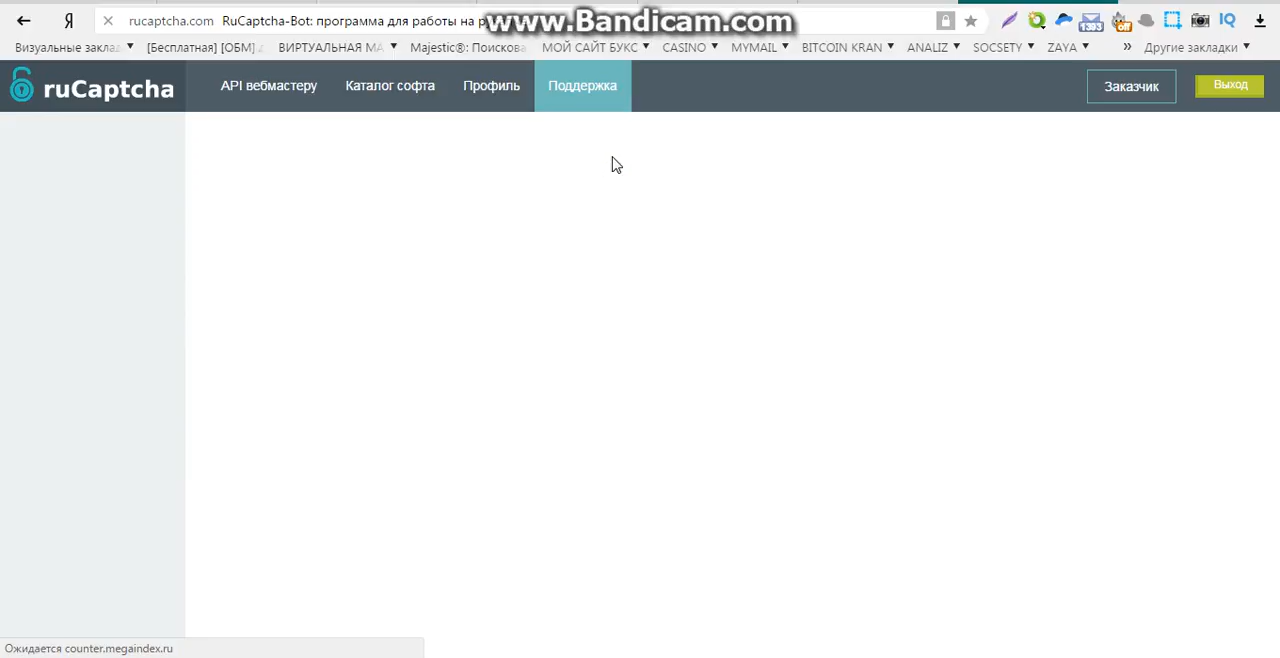 Я rucaptcha.com RuCaptcha-Bot: программа для работы на
www.Bandicam.com
Визуальные заклад [Бесплатная] [ОБМ] ВИРТУАЛЬНАЯ МА Majestic®: Поискова МОЙ САЙТ БУКС CASINO MYMAIL BITCOIN KRAN ANALIZ SOCSETY ZAYA » Другие закладки
ruCaptcha API вебмастеру Каталог софта Профиль Поддержка Заказчик Выход
Ожидается counter.megaindex.ru